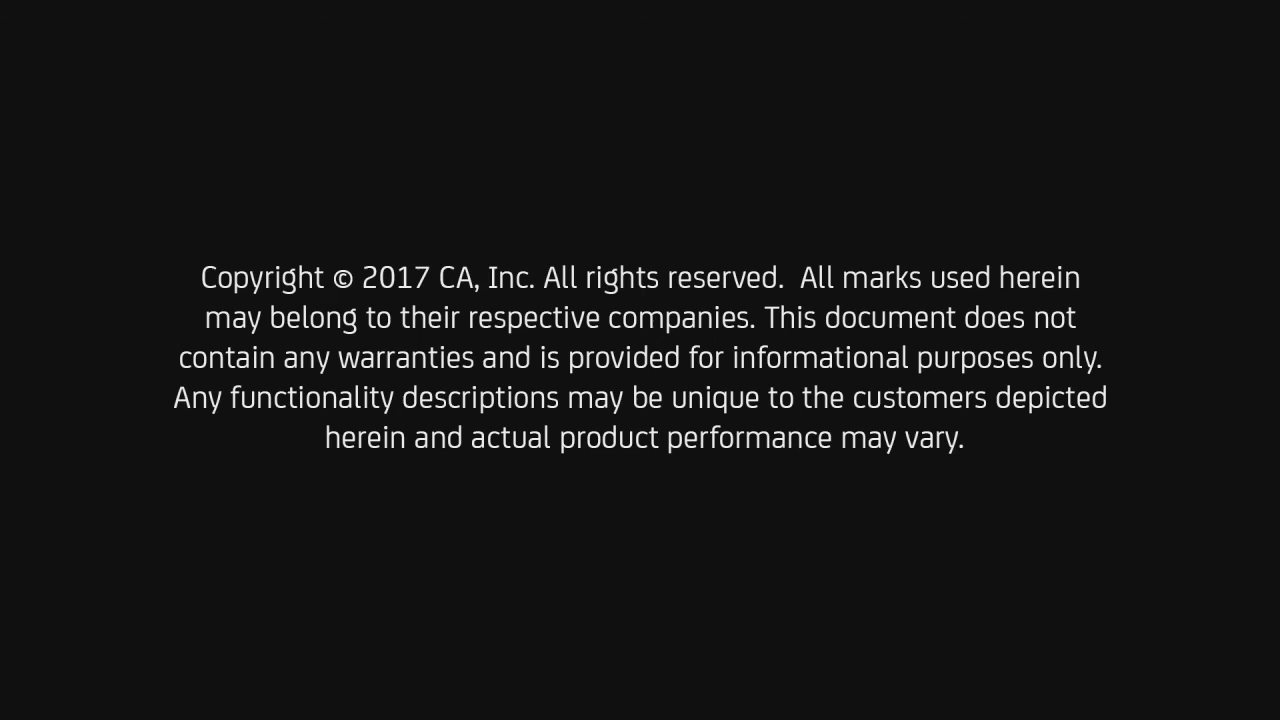 Copyright © 2017 CA, Inc. All rights reserved.  All marks used herein
may belong to their respective companies. This document does not
contain any warranties and is provided for informational purposes only.
Any functionality descriptions may be unique to the customers depicted
herein and actual product performance may vary.